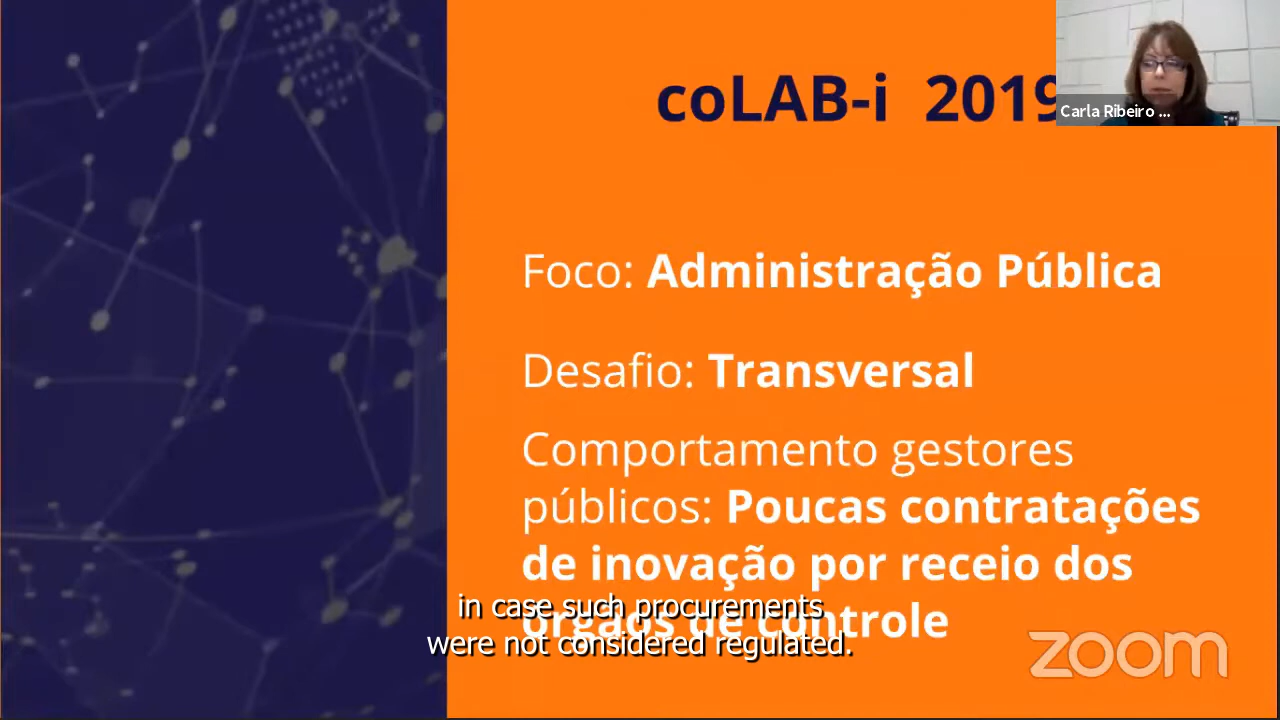 coLAB-i 2019
Carla Ribeiro ...
Foco: Administração Pública
Desafio: Transversal
Comportamento gestores
públicos: Poucas contratações
de inovação por receio dos
órgãos de controle
in case such procurements
were not considered regulated.
zoom